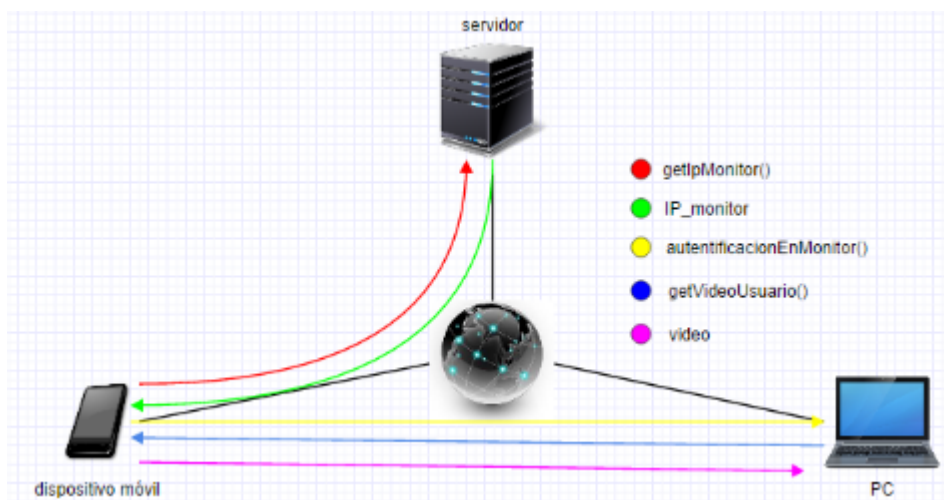 servidor
getIpMonitor()
IP_monitor
autentificacionEnMonitor()
getVideoUsuario()
video
dispositivo móvil
PC